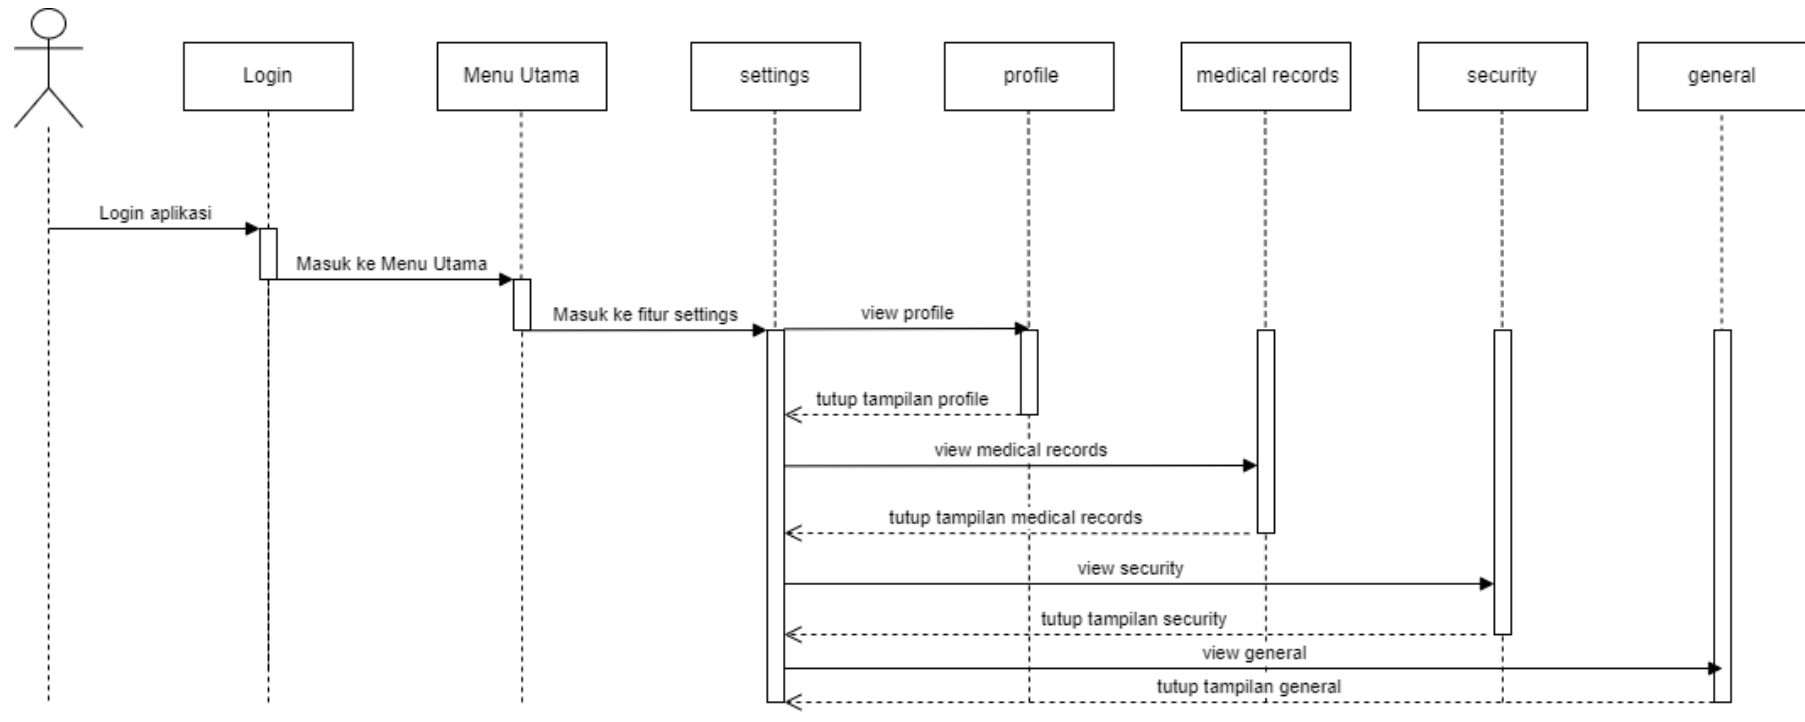 Login
Menu Utama
settings
profile
medical records
security
general
Login aplikasi
Masuk ke Menu Utama
Masuk ke fitur settings
view profile
tutup tampilan profile
view medical records
tutup tampilan medical records
view security
tutup tampilan security
view general
tutup tampilan general